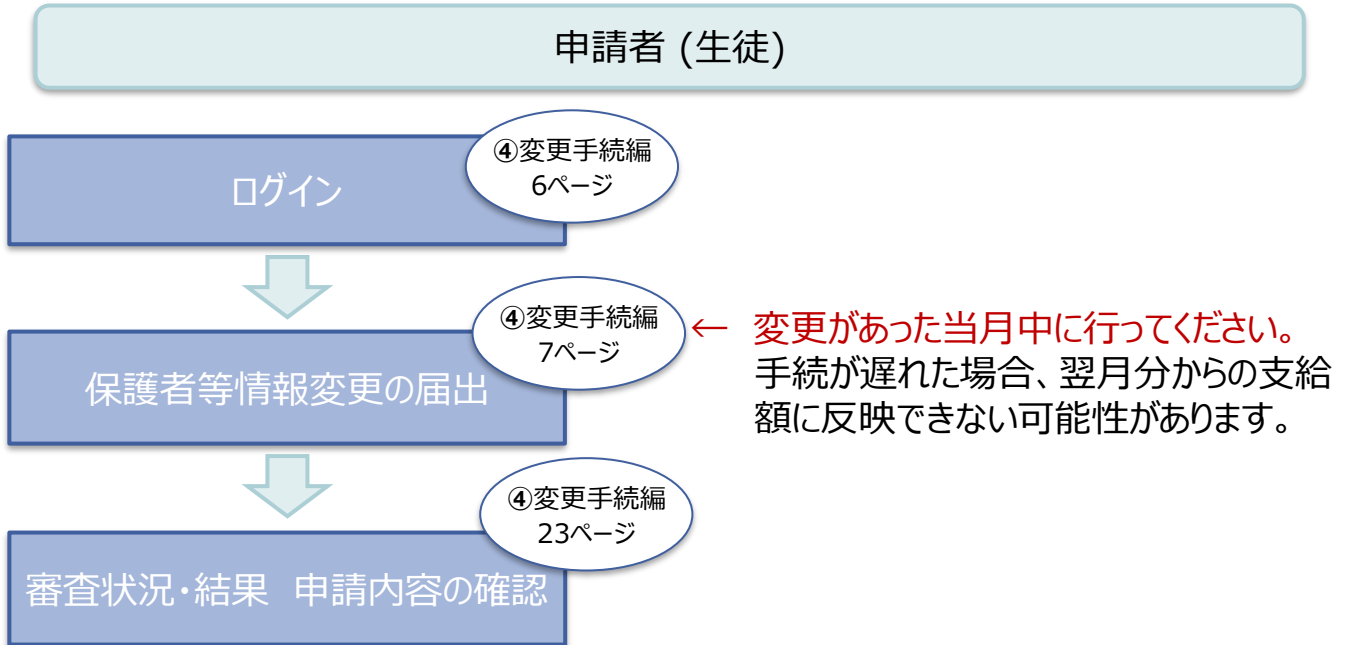 申請者 (生徒)
④変更手続編
6ページ
ログイン
④変更手続編
7ページ
← 変更があった当月中に行ってください。
手続が遅れた場合、翌月分からの支給
額に反映できない可能性があります。
保護者等情報変更の届出
④変更手続編
23ページ
審査状況・結果　申請内容の確認